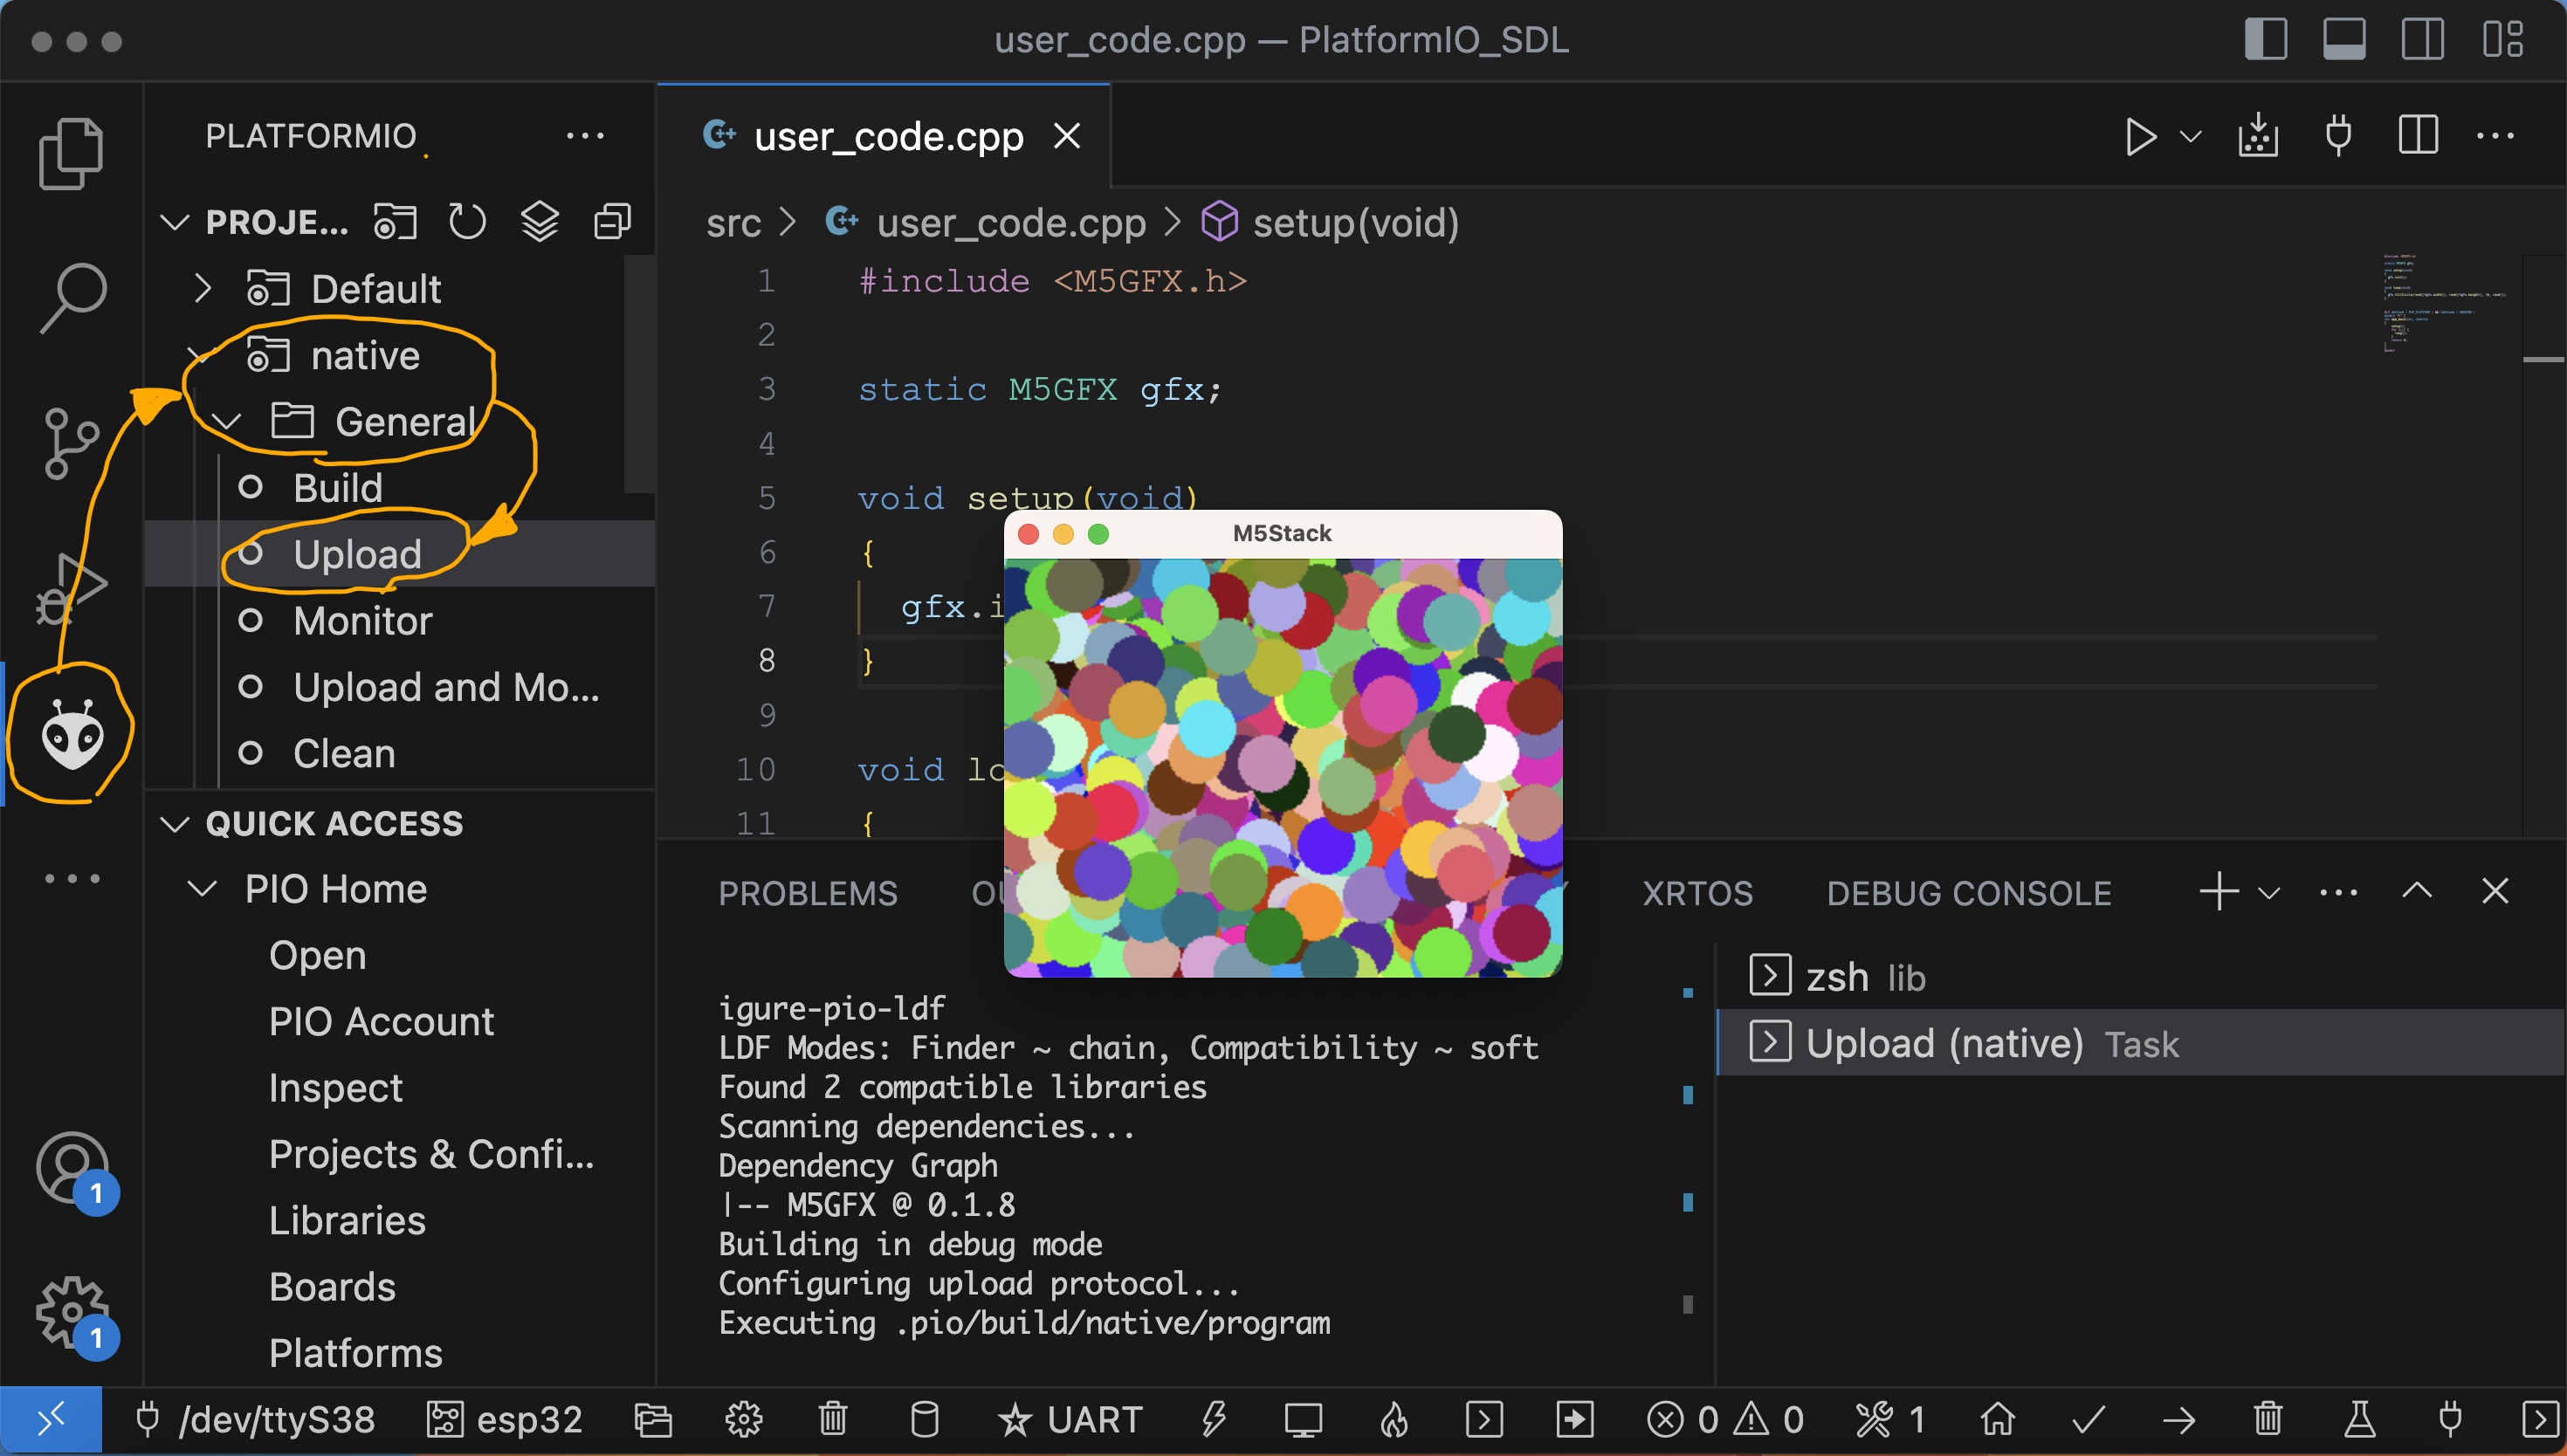 user_code.cpp — PlatformIO_SDL
PLATFORMIO
user_code.cpp
PROJE...
src > user_code.cpp > setup(void)
Default
native
General
Build
Upload
Monitor
Upload and Mo...
Clean
1 #include <M5GFX.h>
2
3 static M5GFX gfx;
4
5 void setup(void)
6 {
7 gfx.i
8 }
9
10 void lo
11 {
M5Stack
QUICK ACCESS
PIO Home
Open
PIO Account
Inspect
Projects & Confi...
Libraries
Boards
Platforms
1
1
PROBLEMS
XRTOS
DEBUG CONSOLE
igure-pio-ldf
LDF Modes: Finder ~ chain, Compatibility ~ soft
Found 2 compatible libraries
Scanning dependencies...
Dependency Graph
|-- M5GFX @ 0.1.8
Building in debug mode
Configuring upload protocol...
Executing .pio/build/native/program
zsh lib
Upload (native) Task
/dev/ttyS38 esp32 UART 0 0 1